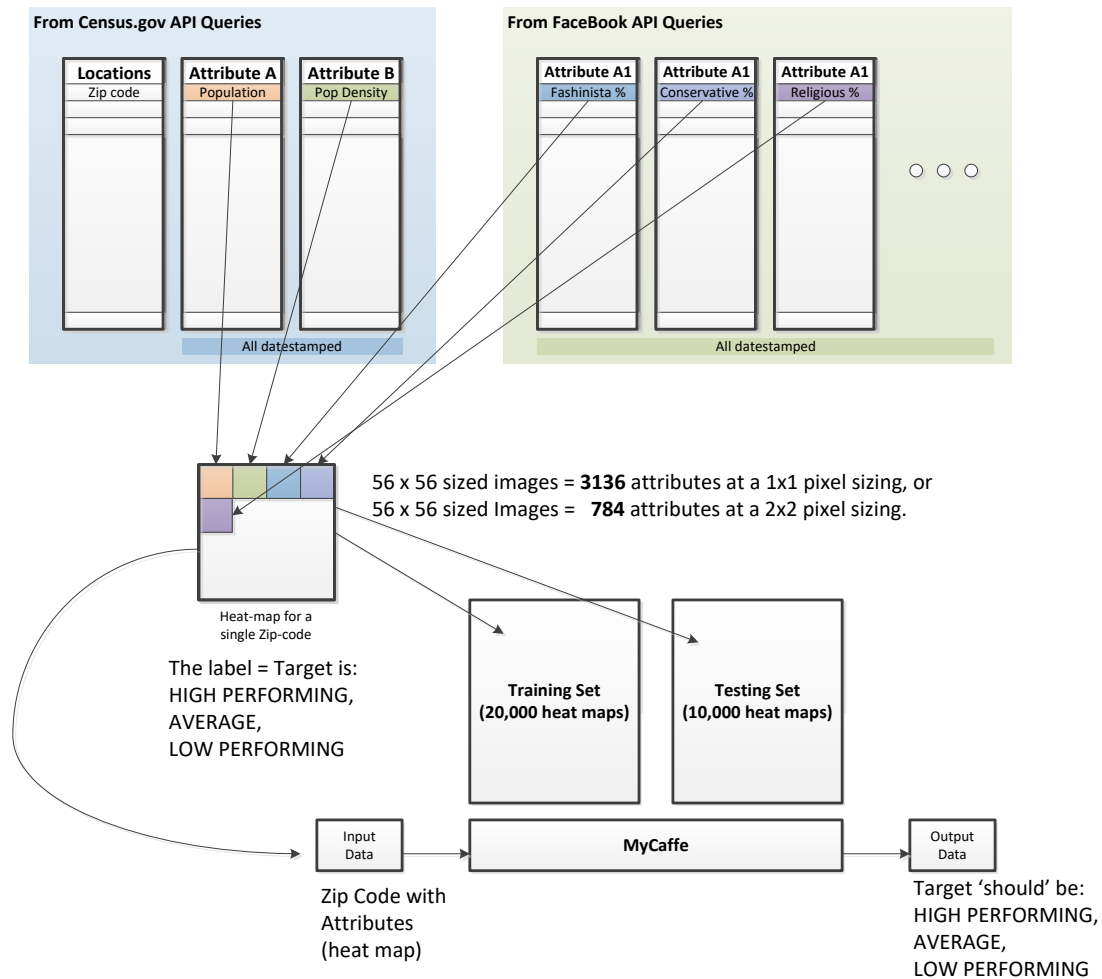 From Census.gov API Queries
From FaceBook API Queries
Locations
Attribute A
Attribute B
Zip code
Population
Pop Density
Attribute A1
Attribute A1
Attribute A1
Fashinista %
Conservative %
Religious %
All datestamped
All datestamped
56 x 56 sized images = 3136 attributes at a 1x1 pixel sizing, or
56 x 56 sized Images = 784 attributes at a 2x2 pixel sizing.
Heat-map for a
single Zip-code
The label = Target is:
HIGH PERFORMING,
AVERAGE,
LOW PERFORMING
Training Set
(20,000 heat maps)
Testing Set
(10,000 heat maps)
Input
Data
MyCaffe
Output
Data
Zip Code with
Attributes
(heat map)
Target ‘should’ be:
HIGH PERFORMING,
AVERAGE,
LOW PERFORMING